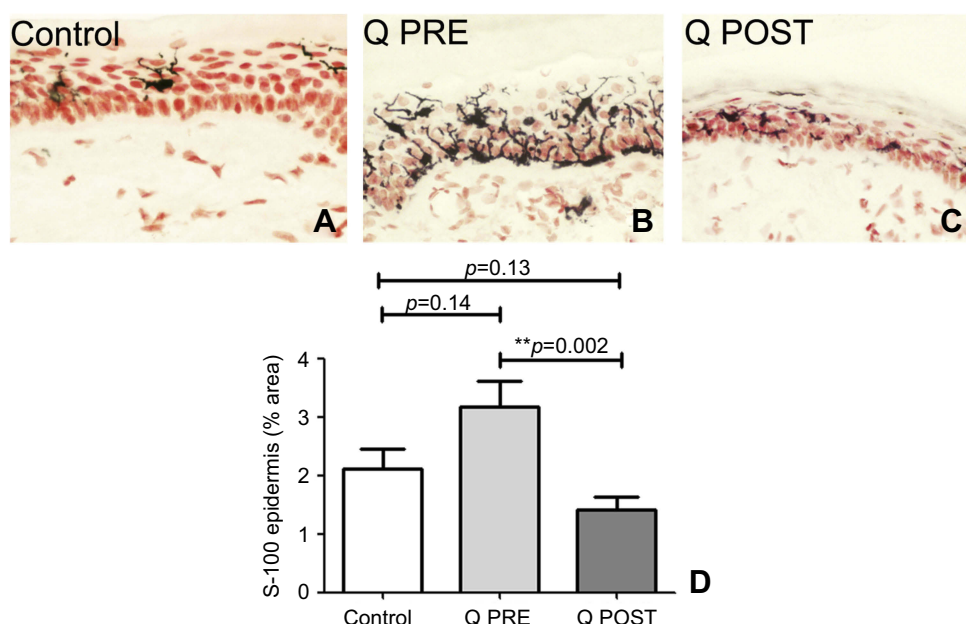 Control
Q PRE
Q POST
A
B
C
p=0.13
p=0.14
**p=0.002
S-100 epidermis (% area)
4
3
2
1
0
Control
Q PRE
Q POST
D